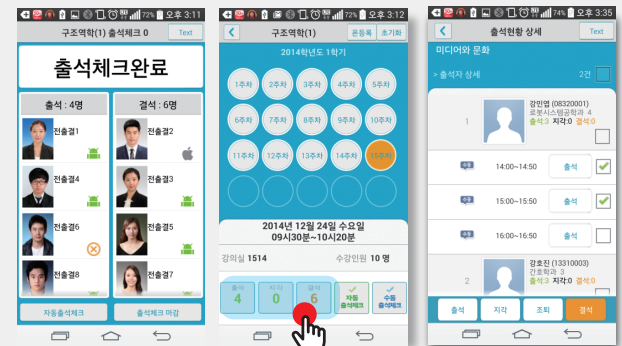 72% 오후 3:11
구조역학(1) 출석체크 0
Text
출석체크완료
출석 : 4명
결석 : 6명
전출결1
전출결2
전출결4
전출결3
전출결6
전출결5
전출결8
전출결7
자동출석체크
출석체크 마감
72% 오후 3:12
구조역학(1)
폰등록
초기화
2014학년도 1학기
1주차
2주차
3주차
4주차
5주차
6주차
7주차
8주차
9주차
10주차
11주차
12주차
13주차
14주차
15주차
2014년 12월 24일 수요일
09시30분~10시20분
강의실 1514
수강인원 10 명
출석
4
지각
0
결석
6
자동
출석체크
수동
출석체크
74% 오후 3:35
출석현황 상세
Text
미디어와 문화
> 출석자 상세
2건
1
강민엽 (08320001)
로봇시스템공학과 4
출석:3 지각:0 결석:0
수동
14:00~14:50
출석
수동
15:00~15:50
출석
수동
16:00~16:50
출석
2
강호진 (13310003)
간호학과 3
출석:3 지각:0 결석:0
출석
지각
조퇴
결석